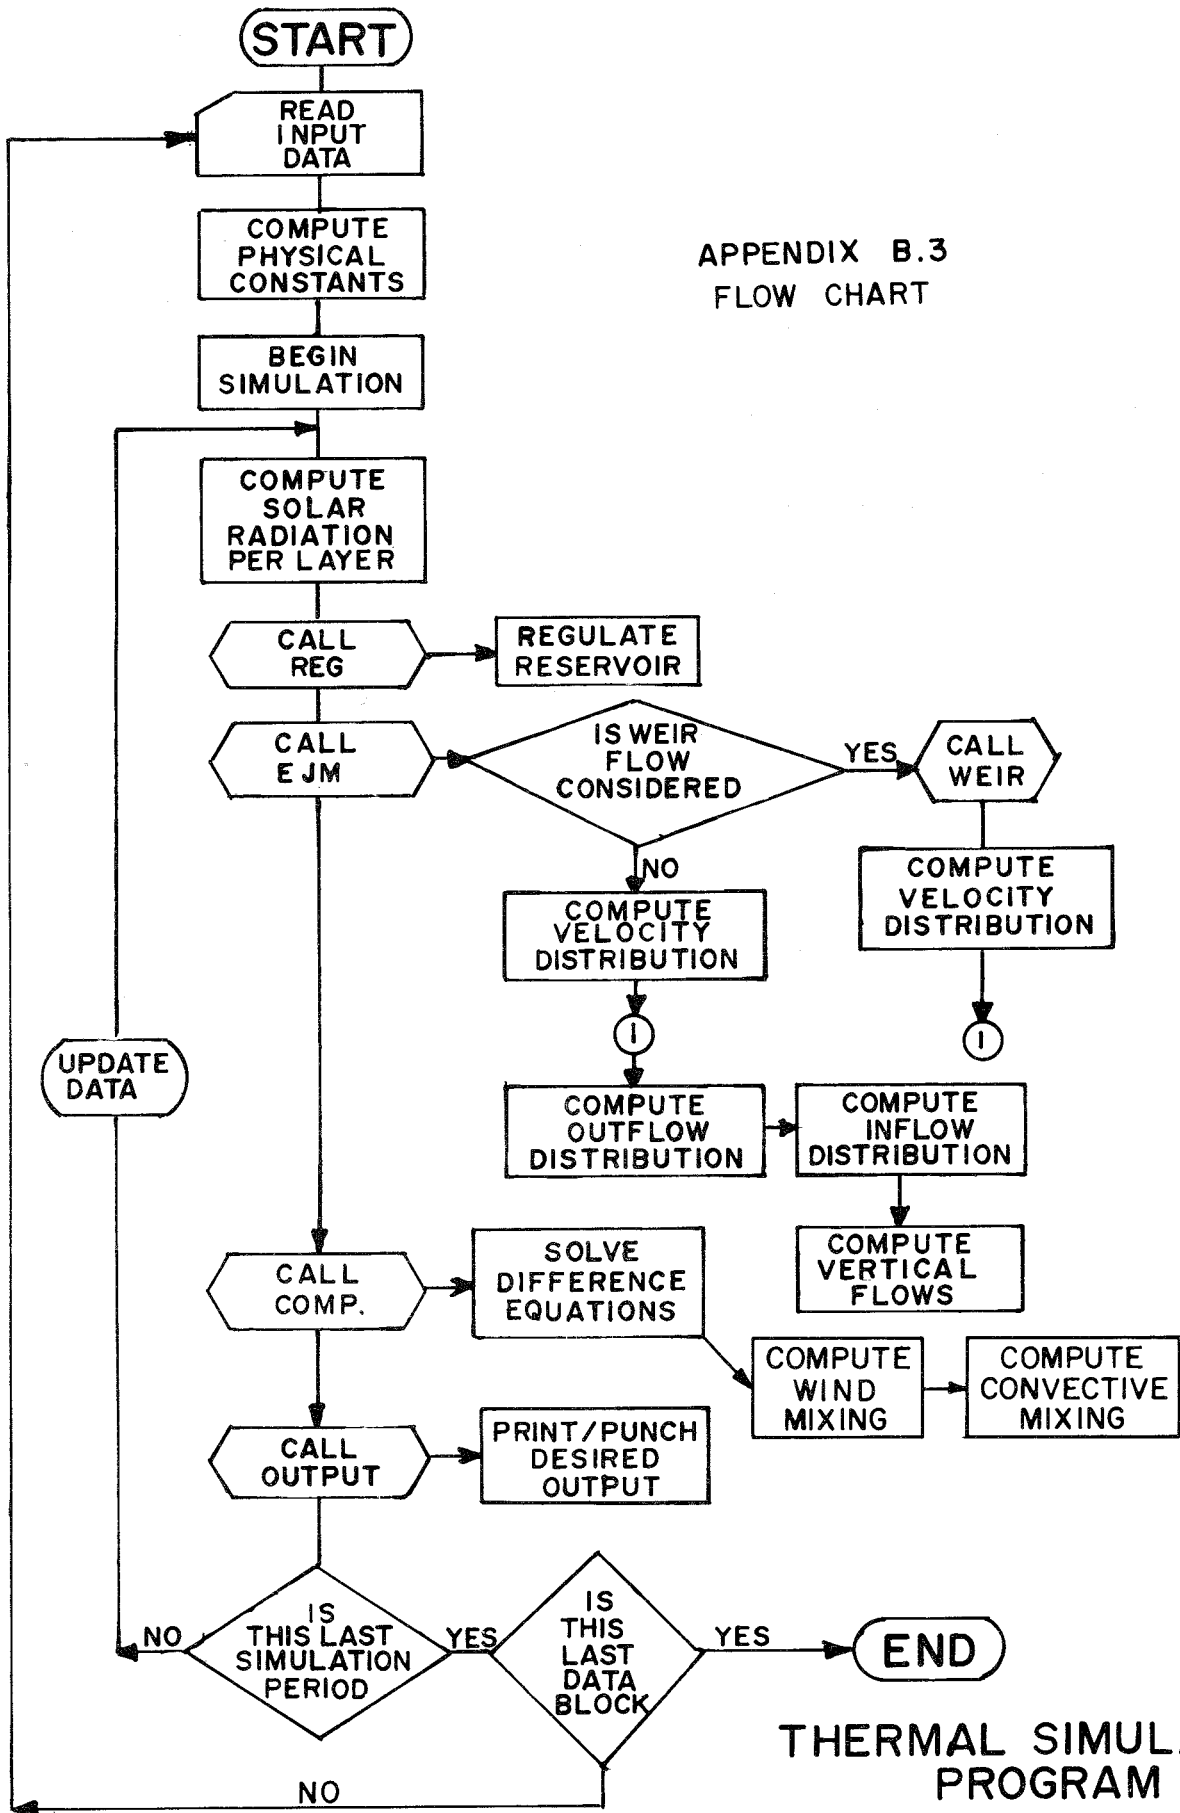 START
READ
INPUT
DATA
COMPUTE
PHYSICAL
CONSTANTS
APPENDIX B.3
FLOW CHART
BEGIN
SIMULATION
COMPUTE
SOLAR
RADIATION
PER LAYER
CALL
REG
REGULATE
RESERVOIR
CALL
EJM
IS WEIR
FLOW
CONSIDERED
YES
CALL
WEIR
NO
COMPUTE
VELOCITY
DISTRIBUTION
COMPUTE
VELOCITY
DISTRIBUTION
1
1
UPDATE
DATA
COMPUTE
OUTFLOW
DISTRIBUTION
COMPUTE
INFLOW
DISTRIBUTION
COMPUTE
VERTICAL
FLOWS
CALL
COMP.
SOLVE
DIFFERENCE
EQUATIONS
COMPUTE
WIND
MIXING
COMPUTE
CONVECTIVE
MIXING
CALL
OUTPUT
PRINT/PUNCH
DESIRED
OUTPUT
NO
IS
THIS LAST
SIMULATION
PERIOD
YES
IS
THIS
LAST
DATA
BLOCK
YES
END
NO
THERMAL SIMUL
PROGRAM